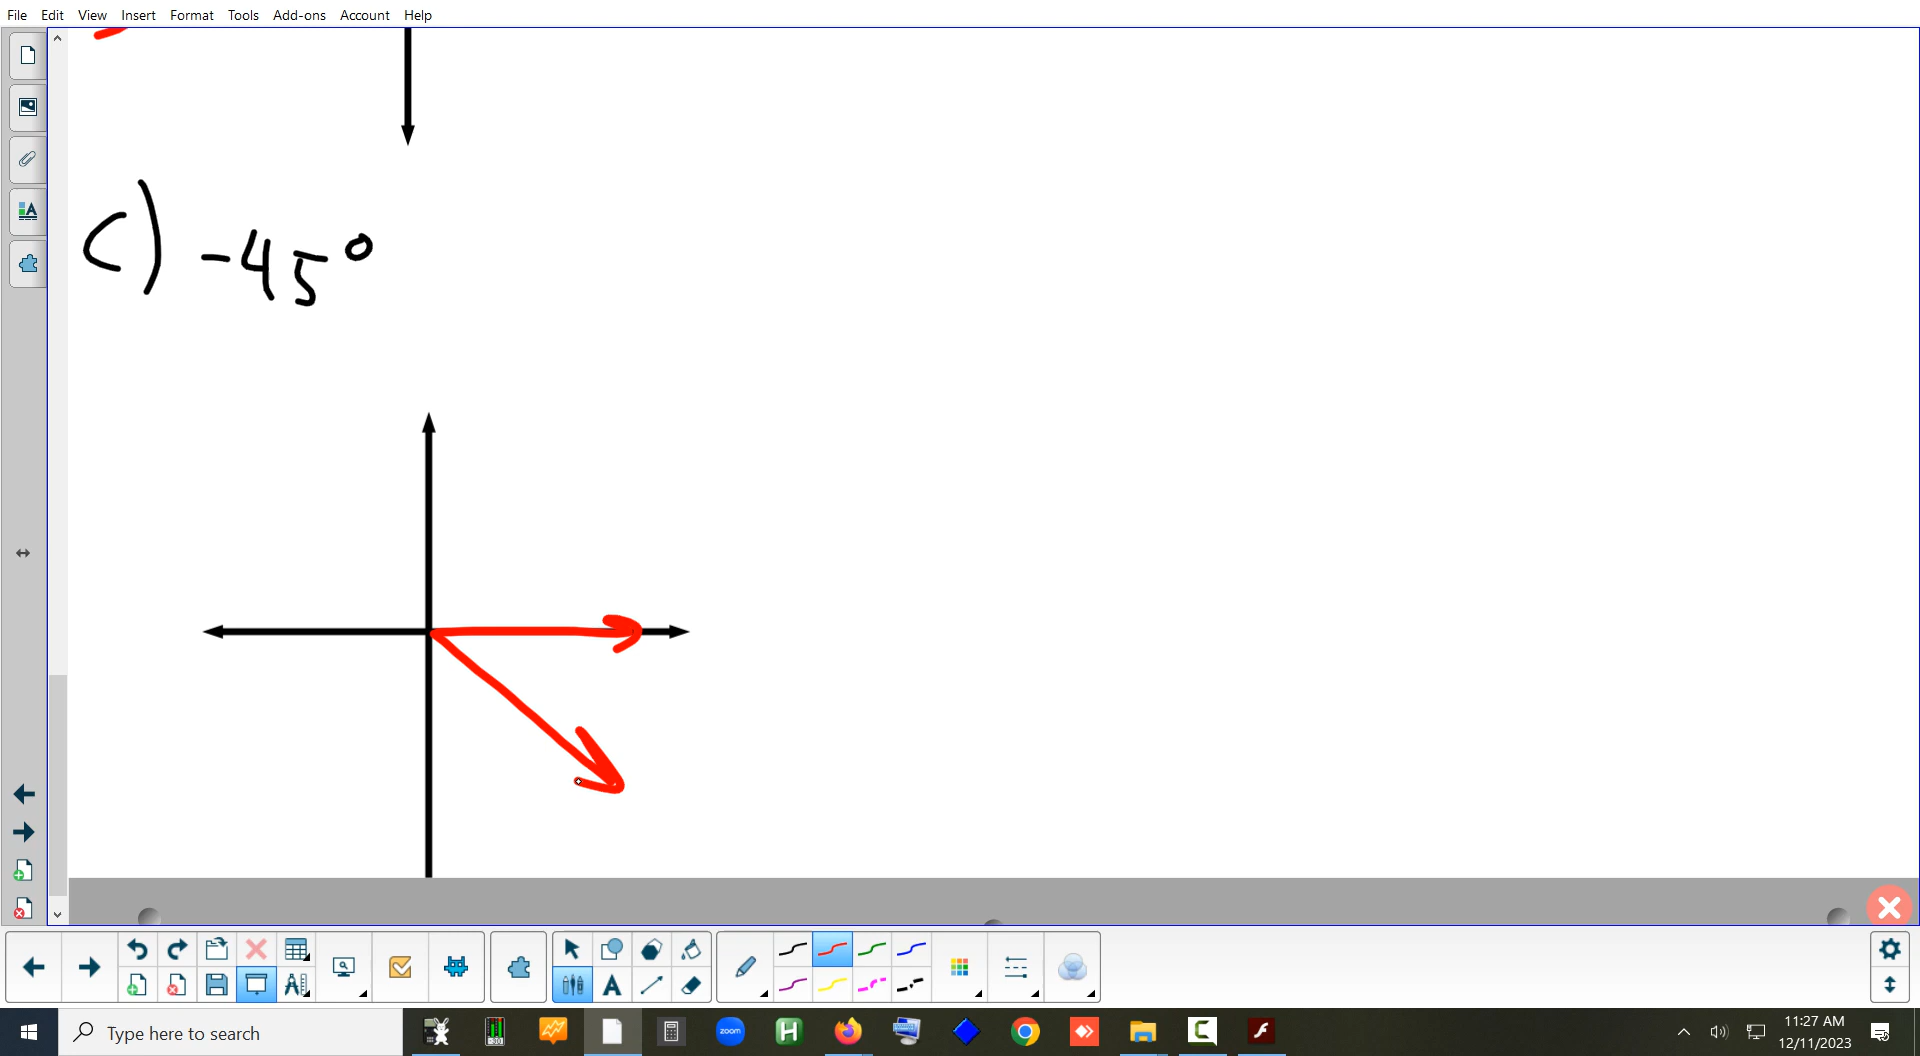 File Edit View Insert Format Tools Add-ons Account Help
c) -45°
Type here to search
zoom
11:27 AM
12/11/2023